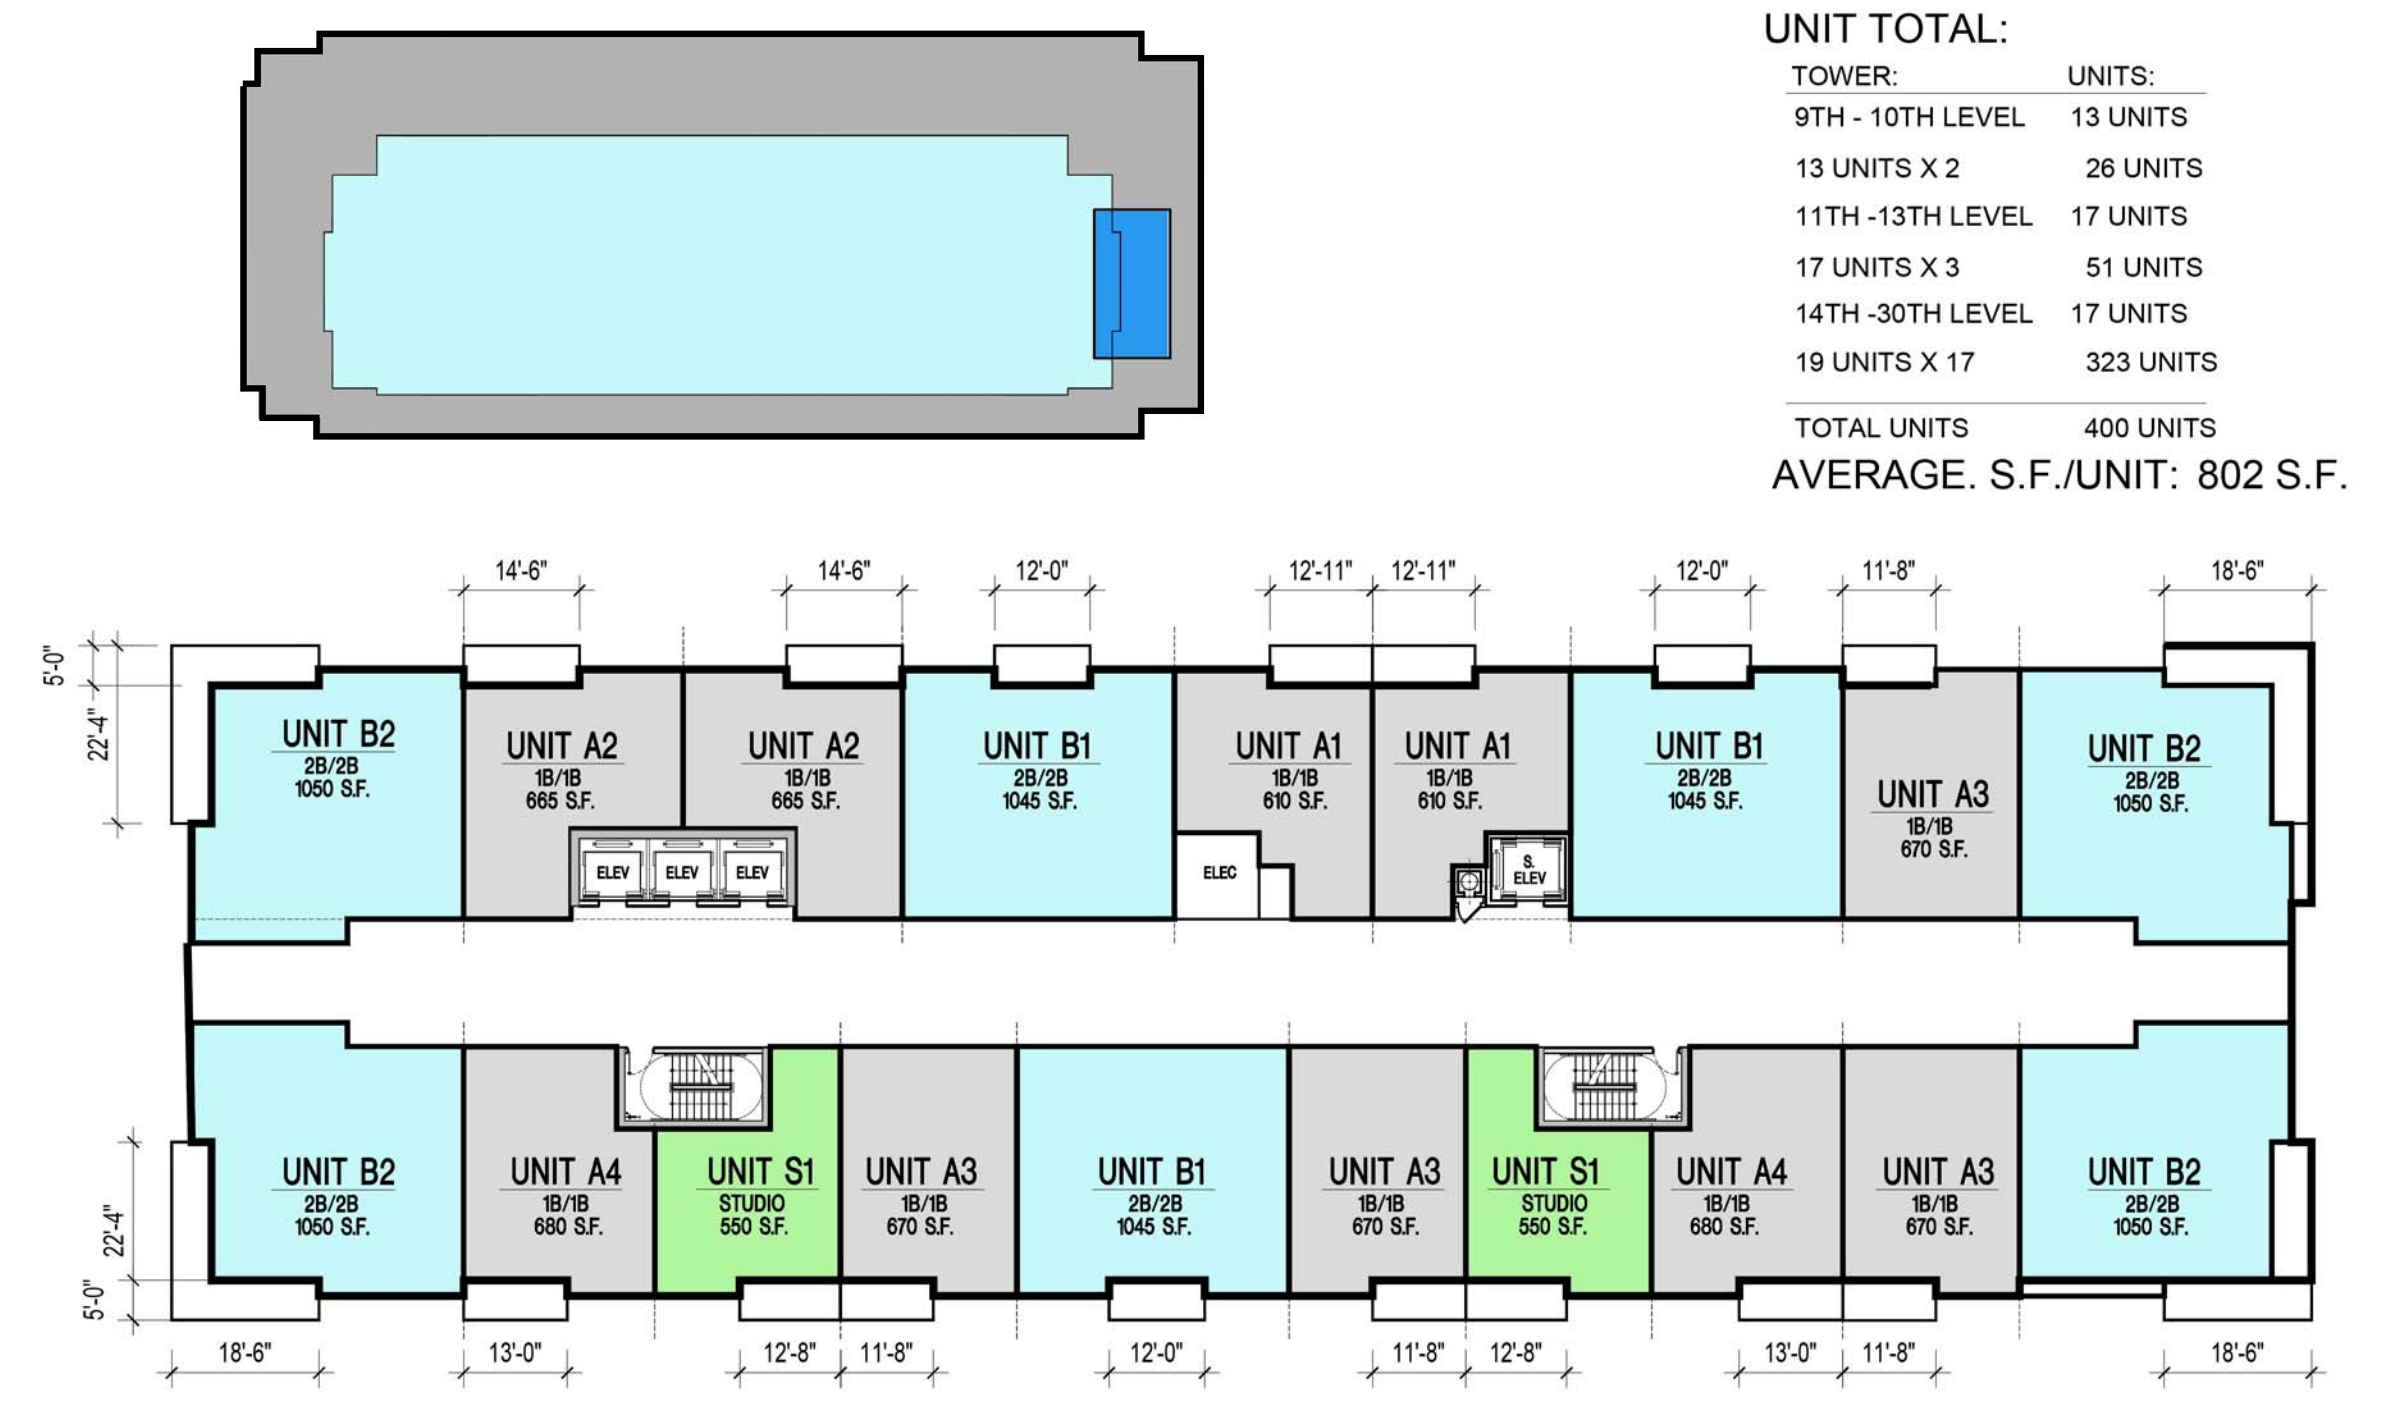 UNIT TOTAL:
TOWER: UNITS:
9TH - 10TH LEVEL 13 UNITS
13 UNITS X 2 26 UNITS
11TH -13TH LEVEL 17 UNITS
17 UNITS X 3 51 UNITS
14TH -30TH LEVEL 17 UNITS
19 UNITS X 17 323 UNITS
TOTAL UNITS 400 UNITS
AVERAGE. S.F./UNIT: 802 S.F.
14'-6" 14'-6" 12'-0" 12'-11" 12'-11" 12'-0" 11'-8" 18'-6"
5'-0"
22'-4"
UNIT B2
2B/2B
1050 S.F.
UNIT A2
1B/1B
665 S.F.
UNIT A2
1B/1B
665 S.F.
UNIT B1
2B/2B
1045 S.F.
UNIT A1
1B/1B
610 S.F.
UNIT A1
1B/1B
610 S.F.
UNIT B1
2B/2B
1045 S.F.
UNIT A3
1B/1B
670 S.F.
UNIT B2
2B/2B
1050 S.F.
ELEV ELEV ELEV
ELEC
S.
ELEV
UNIT B2
2B/2B
1050 S.F.
UNIT A4
1B/1B
680 S.F.
UNIT S1
STUDIO
550 S.F.
UNIT A3
1B/1B
670 S.F.
UNIT B1
2B/2B
1045 S.F.
UNIT A3
1B/1B
670 S.F.
UNIT S1
STUDIO
550 S.F.
UNIT A4
1B/1B
680 S.F.
UNIT A3
1B/1B
670 S.F.
UNIT B2
2B/2B
1050 S.F.
22'-4"
5'-0"
18'-6" 13'-0" 12'-8" 11'-8" 12'-0" 11'-8" 12'-8" 13'-0" 11'-8" 18'-6"